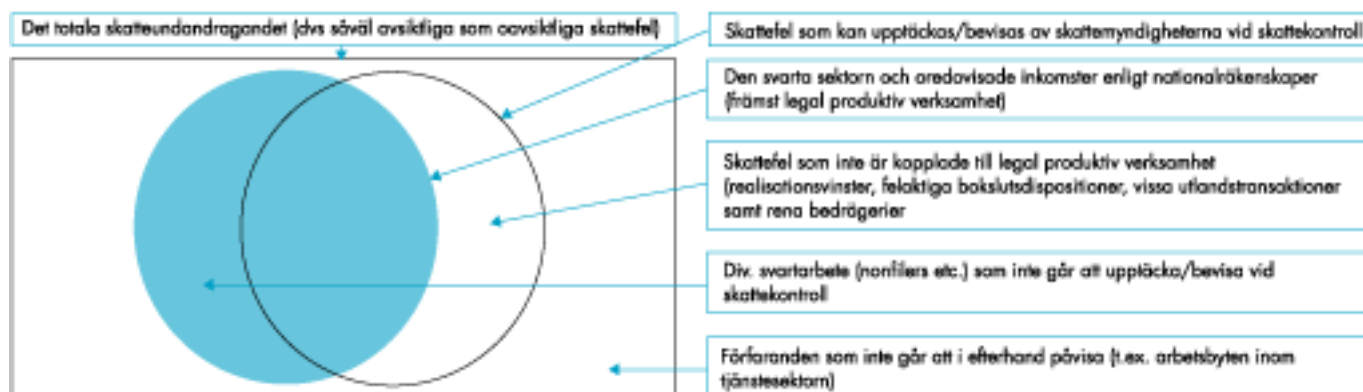 Det totala skatteundandragandet (dvs såväl avsiktliga som oavsiktliga skattefel)
Skattefel som kan upptäckas/bevisas av skattemyndigheterna vid skattekontroll
Den svarta sektorn och oredovisade inkomster enligt nationalräkenskaper
(främst legal produktiv verksamhet)
Skattefel som inte är kopplade till legal produktiv verksamhet
(realisationsvinster, felaktiga bokslutsdispositioner, vissa utlandstransaktioner
samt rena bedrägerier
Div. svartarbete (nonfilers etc.) som inte går att upptäcka/bevisa vid
skattekontroll
Förfaranden som inte går att i efterhand påvisa (t.ex. arbetsbyten inom
tjänstesektorn)